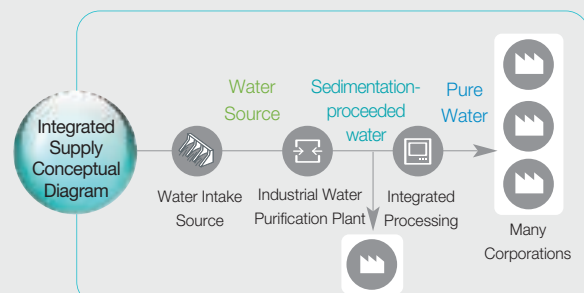 Integrated
Supply
Conceptual
Diagram
Water
Source
Sedimentation-
proceeded
water
Pure
Water
Water Intake
Source
Industrial Water
Purification Plant
Integrated
Processing
Many
Corporations